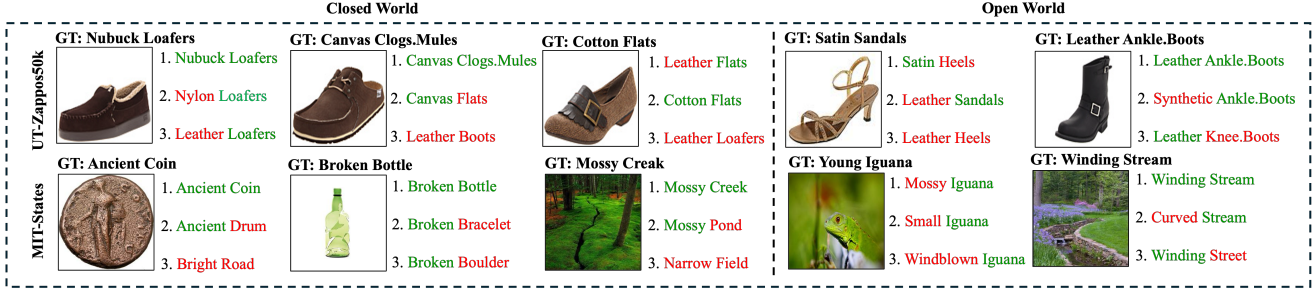 Closed World
Open World
UT-Zappos50k
GT: Nubuck Loafers
1. Nubuck Loafers
2. Nylon Loafers
3. Leather Loafers
GT: Canvas Clogs.Mules
1. Canvas Clogs.Mules
2. Canvas Flats
3. Leather Boots
GT: Cotton Flats
1. Leather Flats
2. Cotton Flats
3. Leather Loafers
GT: Satin Sandals
1. Satin Heels
2. Leather Sandals
3. Leather Heels
GT: Leather Ankle.Boots
1. Leather Ankle.Boots
2. Synthetic Ankle.Boots
3. Leather Knee.Boots
MIT-States
GT: Ancient Coin
1. Ancient Coin
2. Ancient Drum
3. Bright Road
GT: Broken Bottle
1. Broken Bottle
2. Broken Bracelet
3. Broken Boulder
GT: Mossy Creak
1. Mossy Creek
2. Mossy Pond
3. Narrow Field
GT: Young Iguana
1. Mossy Iguana
2. Small Iguana
3. Windblown Iguana
GT: Winding Stream
1. Winding Stream
2. Curved Stream
3. Winding Street